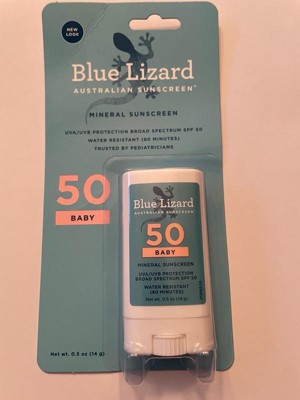 NEW
LOOK
Blue Lizard
AUSTRALIAN SUNSCREEN®
MINERAL SUNSCREEN
UVA/UVB PROTECTION BROAD SPECTRUM SPF 50
WATER RESISTANT (80 MINUTES)
TRUSTED BY PEDIATRICIANS
50
BABY
Blue Lizard
AUSTRALIAN SUNSCREEN
50
BABY
MINERAL SUNSCREEN
UVA/UVB PROTECTION
BROAD SPECTRUM SPF 50
WATER RESISTANT
(80 MINUTES)
Net wt. 0.5 oz (14 g)
Net wt. 0.5 oz (14 g)